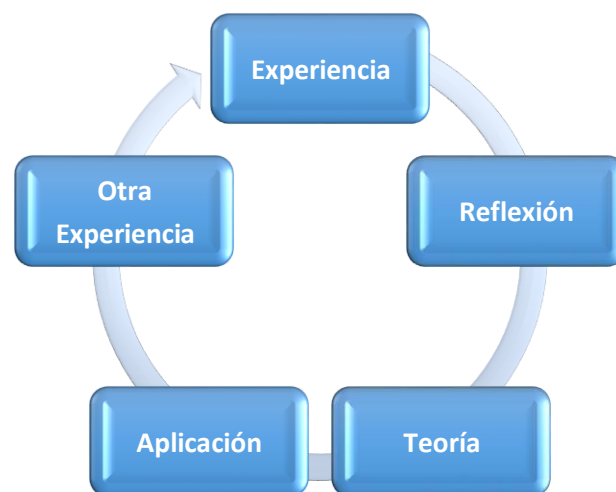 Experiencia
Reflexión
Teoría
Aplicación
Otra
Experiencia